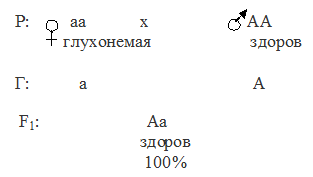 Р: ♀ аа х ♂ АА
глухонемая здоров
Г: а А
F₁: Аа
здоров
100%